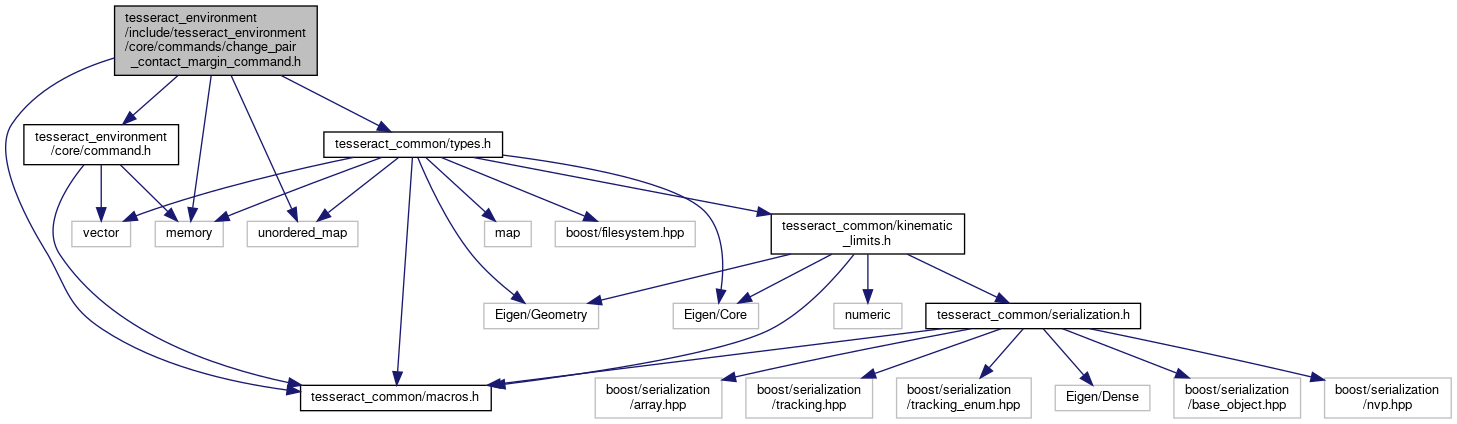 tesseract_environment
/include/tesseract_environment
/core/commands/change_pair
_contact_margin_command.h
tesseract_environment
/core/command.h
tesseract_common/types.h
vector
memory
unordered_map
map
boost/filesystem.hpp
tesseract_common/kinematic
_limits.h
Eigen/Geometry
Eigen/Core
numeric
tesseract_common/serialization.h
tesseract_common/macros.h
boost/serialization
/array.hpp
boost/serialization
/tracking.hpp
boost/serialization
/tracking_enum.hpp
Eigen/Dense
boost/serialization
/base_object.hpp
boost/serialization
/nvp.hpp